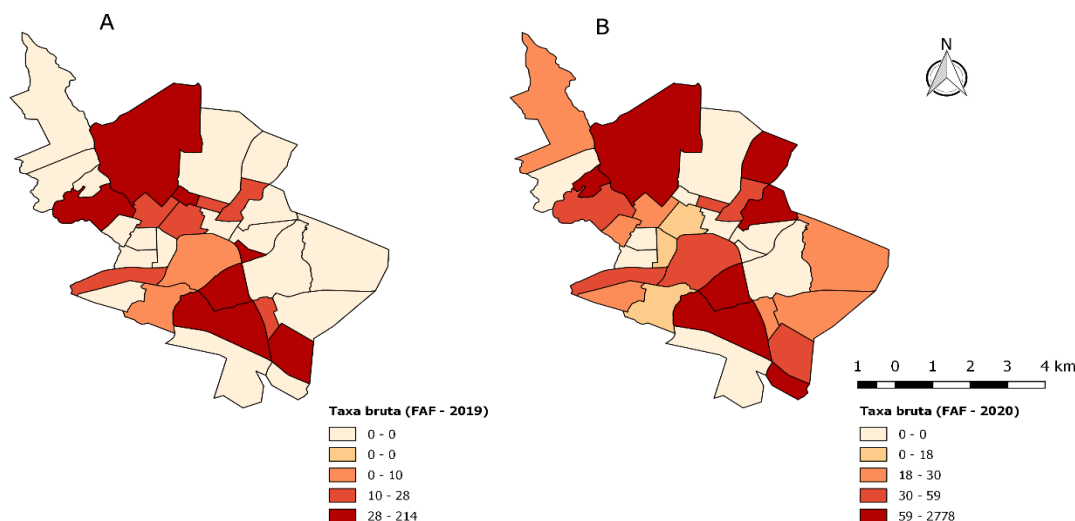 A
B
N
1 0 1 2 3 4 km
Taxa bruta (FAF - 2019)
0 - 0
0 - 0
0 - 10
10 - 28
28 - 214
Taxa bruta (FAF - 2020)
0 - 0
0 - 18
18 - 30
30 - 59
59 - 2778